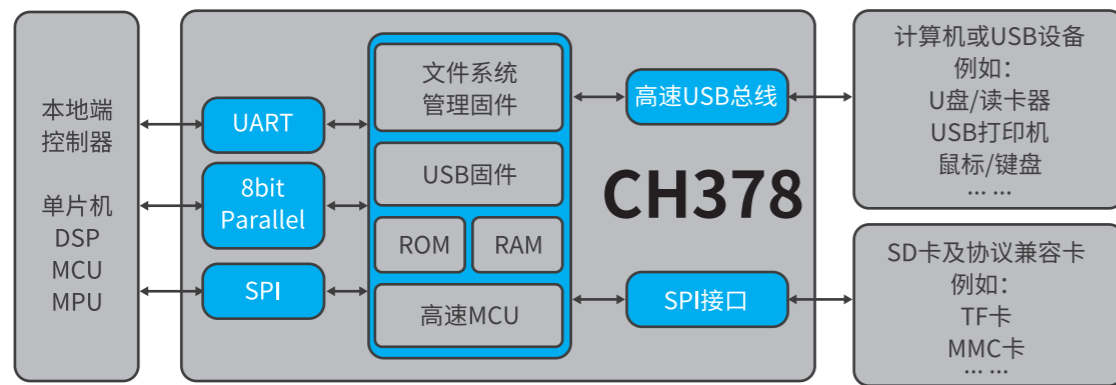 本地端
控制器
单片机
DSP
MCU
MPU
UART
8bit
Parallel
SPI
文件系统
管理固件
USB固件
ROM
RAM
高速MCU
高速USB总线
CH378
SPI接口
计算机或USB设备
例如：
U盘/读卡器
USB打印机
鼠标/键盘
... ...
SD卡及协议兼容卡
例如：
TF卡
MMC卡
... ...